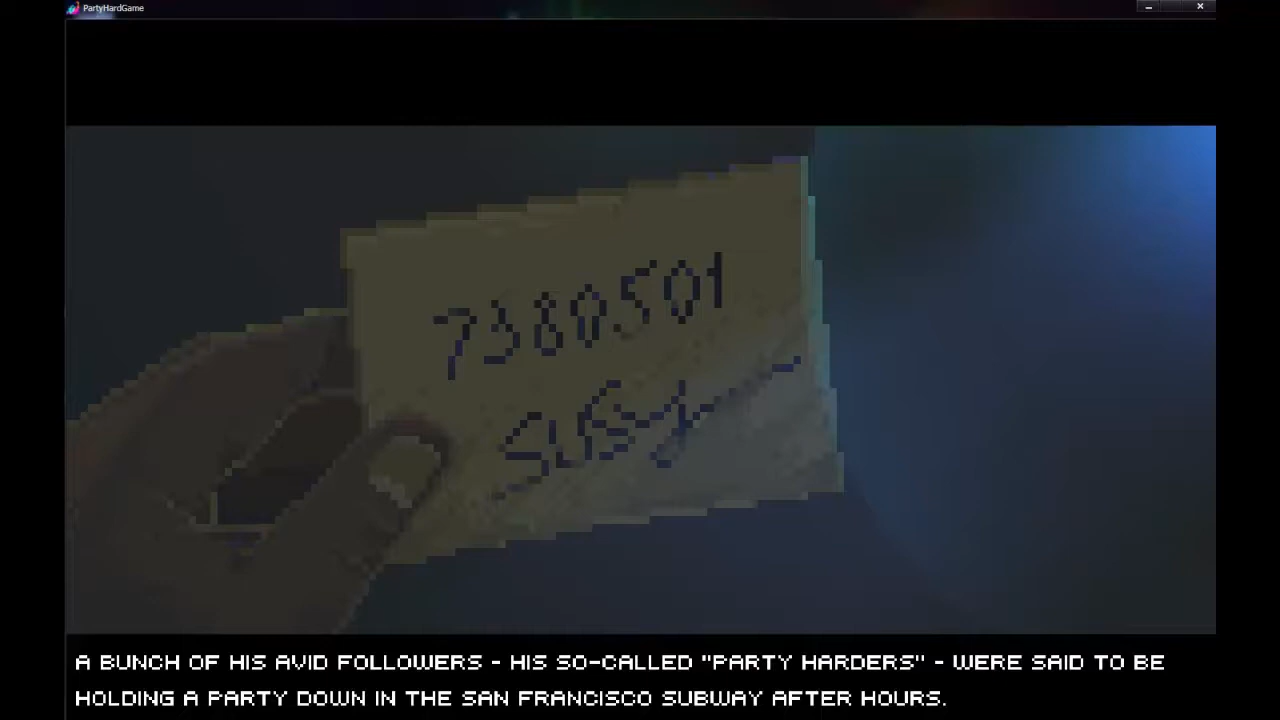 PartyHardGame
7380501
SUSSY
A BUNCH OF HIS AVID FOLLOWERS - HIS SO-CALLED "PARTY HARDERS" - WERE SAID TO BE
HOLDING A PARTY DOWN IN THE SAN FRANCISCO SUBWAY AFTER HOURS.